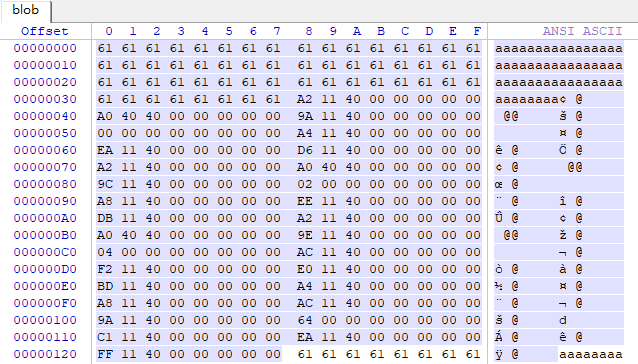 blob
Offset 0 1 2 3 4 5 6 7 8 9 A B C D E F ANSI ASCII
00000000 61 61 61 61 61 61 61 61 61 61 61 61 61 61 61 61 aaaaaaaaaaaaaaaa
00000010 61 61 61 61 61 61 61 61 61 61 61 61 61 61 61 61 aaaaaaaaaaaaaaaa
00000020 61 61 61 61 61 61 61 61 61 61 61 61 61 61 61 61 aaaaaaaaaaaaaaaa
00000030 61 61 61 61 61 61 61 61 A2 11 40 00 00 00 00 00 aaaaaaaa¢ @
00000040 A0 40 40 00 00 00 00 00 9A 11 40 00 00 00 00 00 @@ š @
00000050 00 00 00 00 00 00 00 00 A4 11 40 00 00 00 00 00 ¤ @
00000060 EA 11 40 00 00 00 00 00 D6 11 40 00 00 00 00 00 ê @ Ö @
00000070 A2 11 40 00 00 00 00 00 A0 40 40 00 00 00 00 00 ¢ @ @@
00000080 9C 11 40 00 00 00 00 00 02 00 00 00 00 00 00 00 œ @
00000090 A8 11 40 00 00 00 00 00 EE 11 40 00 00 00 00 00 ¨ @ î @
000000A0 DB 11 40 00 00 00 00 00 A2 11 40 00 00 00 00 00 Û @ ¢ @
000000B0 A0 40 40 00 00 00 00 00 9E 11 40 00 00 00 00 00 @@ ž @
000000C0 04 00 00 00 00 00 00 00 AC 11 40 00 00 00 00 00 ¬ @
000000D0 F2 11 40 00 00 00 00 00 E0 11 40 00 00 00 00 00 ò @ à @
000000E0 BD 11 40 00 00 00 00 00 A4 11 40 00 00 00 00 00 ½ @ ¤ @
000000F0 A8 11 40 00 00 00 00 00 AC 11 40 00 00 00 00 00 ¨ @ ¬ @
00000100 9A 11 40 00 00 00 00 00 64 00 00 00 00 00 00 00 š @ d
00000110 C1 11 40 00 00 00 00 00 EA 11 40 00 00 00 00 00 Á @ ê @
00000120 FF 11 40 00 00 00 00 00 61 61 61 61 61 61 61 61 ÿ @ aaaaaaaa